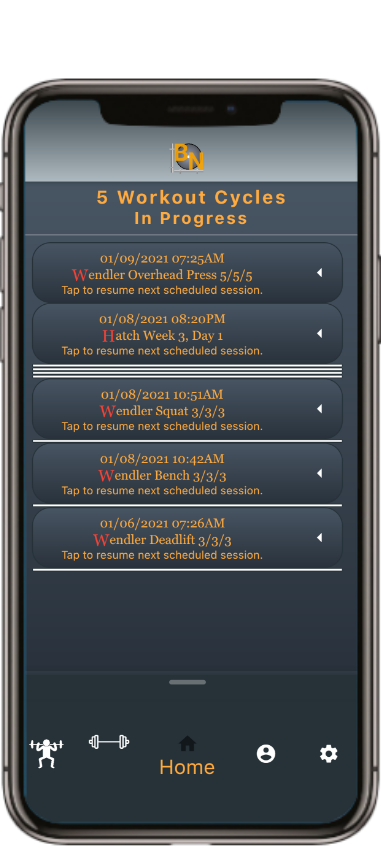 BN
5 Workout Cycles
In Progress
01/09/2021 07:25AM
Wendler Overhead Press 5/5/5
Tap to resume next scheduled session.
01/08/2021 08:20PM
Hatch Week 3, Day 1
Tap to resume next scheduled session.
01/08/2021 10:51AM
Wendler Squat 3/3/3
Tap to resume next scheduled session.
01/08/2021 10:42AM
Wendler Bench 3/3/3
Tap to resume next scheduled session.
01/06/2021 07:26AM
Wendler Deadlift 3/3/3
Tap to resume next scheduled session.
Home